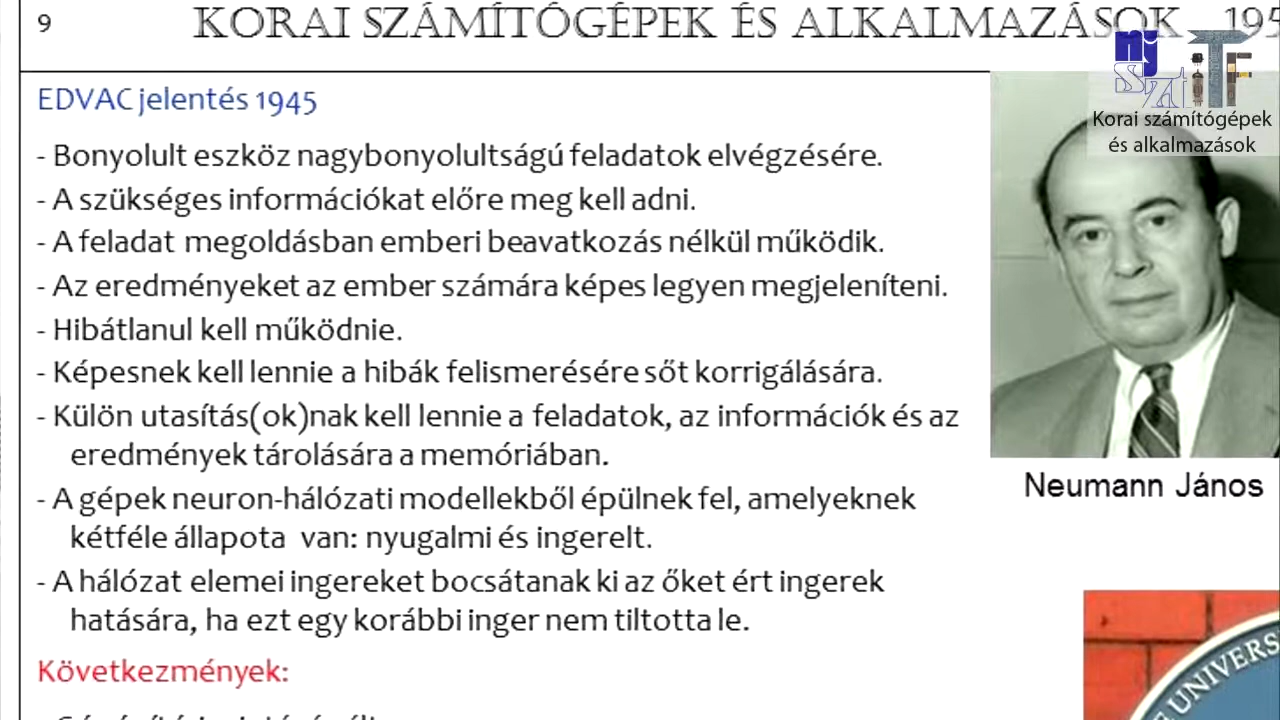 9
KORAI SZÁMÍTÓGÉPEK ÉS ALKALMAZÁSOK 195
njszt iTF
Korai számítógépek
és alkalmazások
EDVAC jelentés 1945
- Bonyolult eszköz nagybonyolultságú feladatok elvégzésére.
- A szükséges információkat előre meg kell adni.
- A feladat megoldásban emberi beavatkozás nélkül működik.
- Az eredményeket az ember számára képes legyen megjeleníteni.
- Hibátlanul kell működnie.
- Képesnek kell lennie a hibák felismerésére sőt korrigálására.
- Külön utasítás(ok)nak kell lennie a feladatok, az információk és az
eredmények tárolására a memóriában.
- A gépek neuron-hálózati modellekből épülnek fel, amelyeknek
kétféle állapota van: nyugalmi és ingerelt.
- A hálózat elemei ingereket bocsátanak ki az őket ért ingerek
hatására, ha ezt egy korábbi inger nem tiltotta le.
Neumann János
Következmények:
UNIVERS